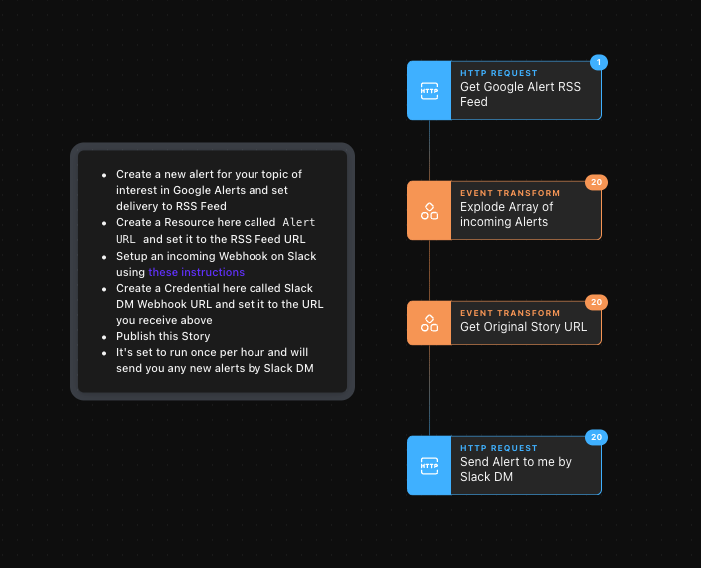 • Create a new alert for your topic of
interest in Google Alerts and set
delivery to RSS Feed
• Create a Resource here called Alert
URL and set it to the RSS Feed URL
• Setup an incoming Webhook on Slack
using these instructions
• Create a Credential here called Slack
DM Webhook URL and set it to the URL
you receive above
• Publish this Story
• It's set to run once per hour and will
send you any new alerts by Slack DM
1
HTTP REQUEST
HTTP
Get Google Alert RSS
Feed
20
EVENT TRANSFORM
Explode Array of
incoming Alerts
20
EVENT TRANSFORM
Get Original Story URL
20
HTTP REQUEST
HTTP
Send Alert to me by
Slack DM